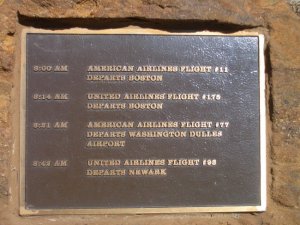 8:00 AM AMERICAN AIRLINES FLIGHT #11
DEPARTS BOSTON
8:14 AM UNITED AIRLINES FLIGHT #175
DEPARTS BOSTON
8:21 AM AMERICAN AIRLINES FLIGHT #77
DEPARTS WASHINGTON DULLES
AIRPORT
8:42 AM UNITED AIRLINES FLIGHT #93
DEPARTS NEWARK